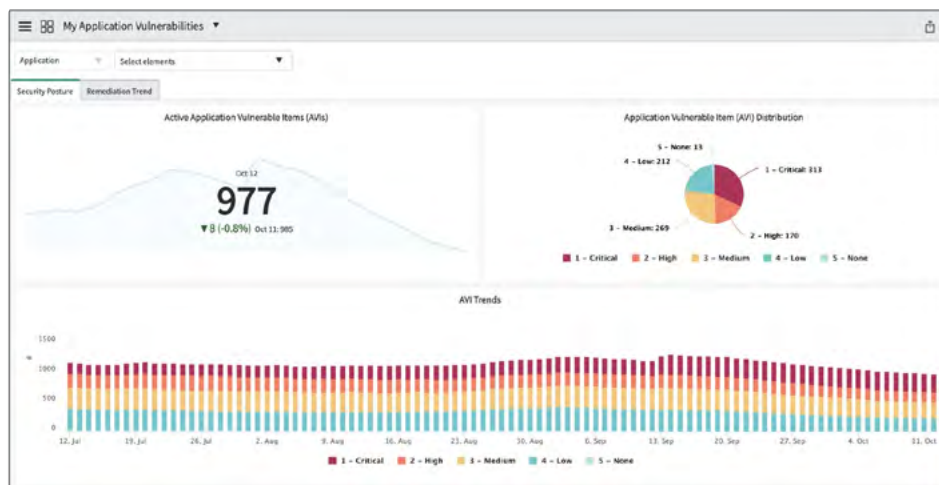 My Application Vulnerabilities
Application
Select elements
Security Posture
Remediation Trend
Active Application Vulnerable Items (AVIs)
Oct 12
977
▼ 8 (-0.8%) Oct 11: 985
Application Vulnerable Item (AVI) Distribution
5 – None: 13
4 – Low: 212
1 – Critical: 313
3 – Medium: 269
2 – High: 170
1 – Critical 2 – High 3 – Medium 4 – Low 5 – None
AVI Trends
1500
1000
500
0
12. Jul 19. Jul 26. Jul 2. Aug 9. Aug 16. Aug 23. Aug 30. Aug 6. Sep 13. Sep 20. Sep 27. Sep 4. Oct 11. Oct
1 – Critical 2 – High 3 – Medium 4 – Low 5 – None